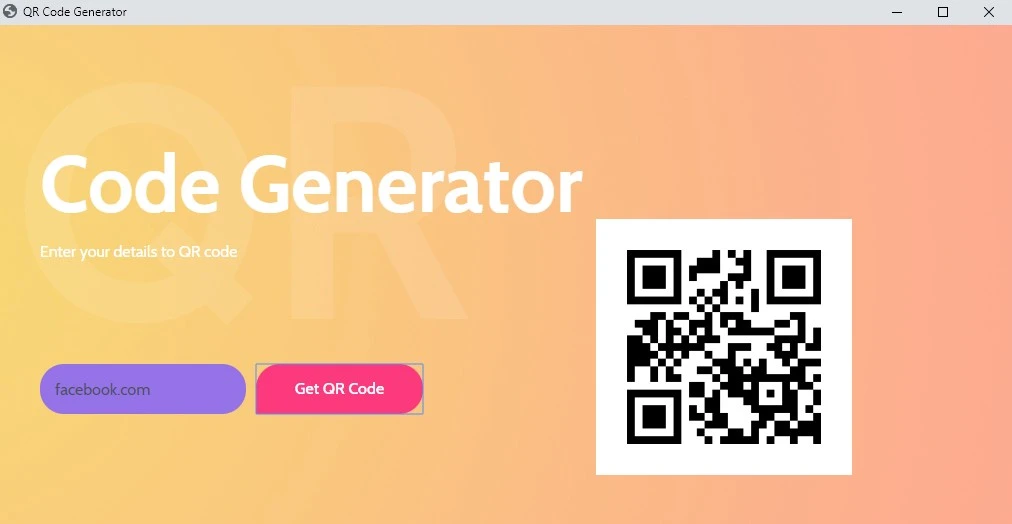 QR Code Generator
QR
Code Generator
Enter your details to QR code
facebook.com
Get QR Code